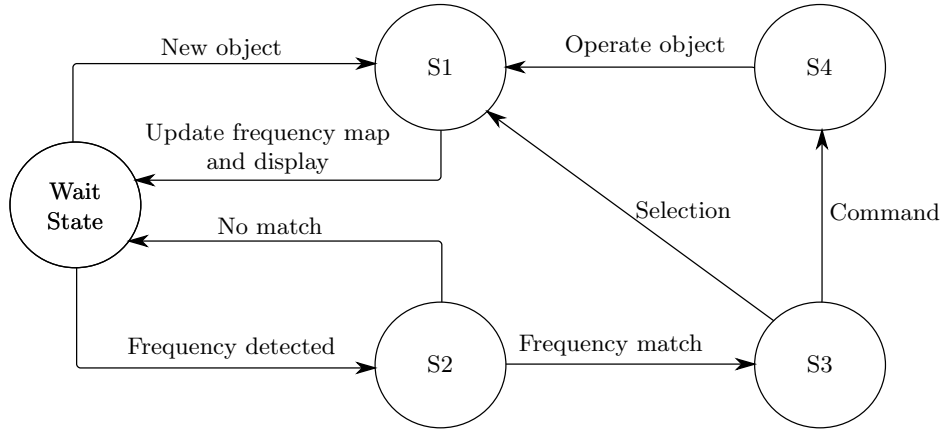 New object
S1
Operate object
S4
Update frequency map
and display
Wait
State
No match
Selection
Command
Frequency detected
S2
Frequency match
S3